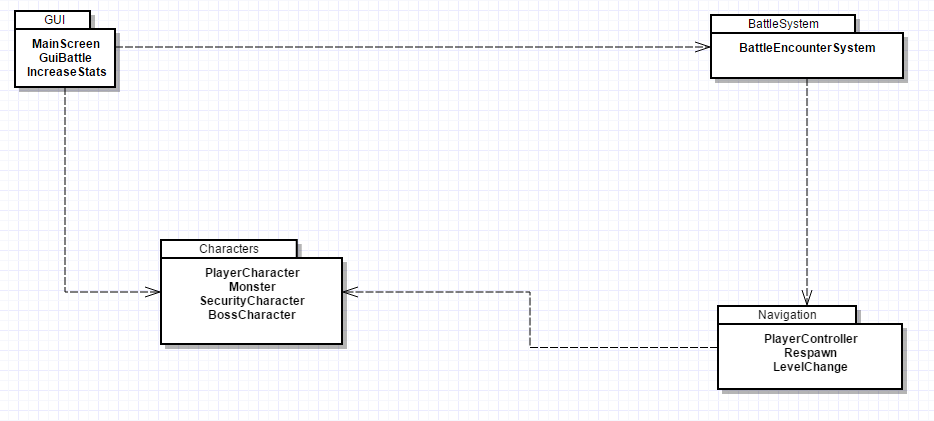 GUI
MainScreen
GuiBattle
IncreaseStats
BattleSystem
BattleEncounterSystem
Characters
PlayerCharacter
Monster
SecurityCharacter
BossCharacter
Navigation
PlayerController
Respawn
LevelChange